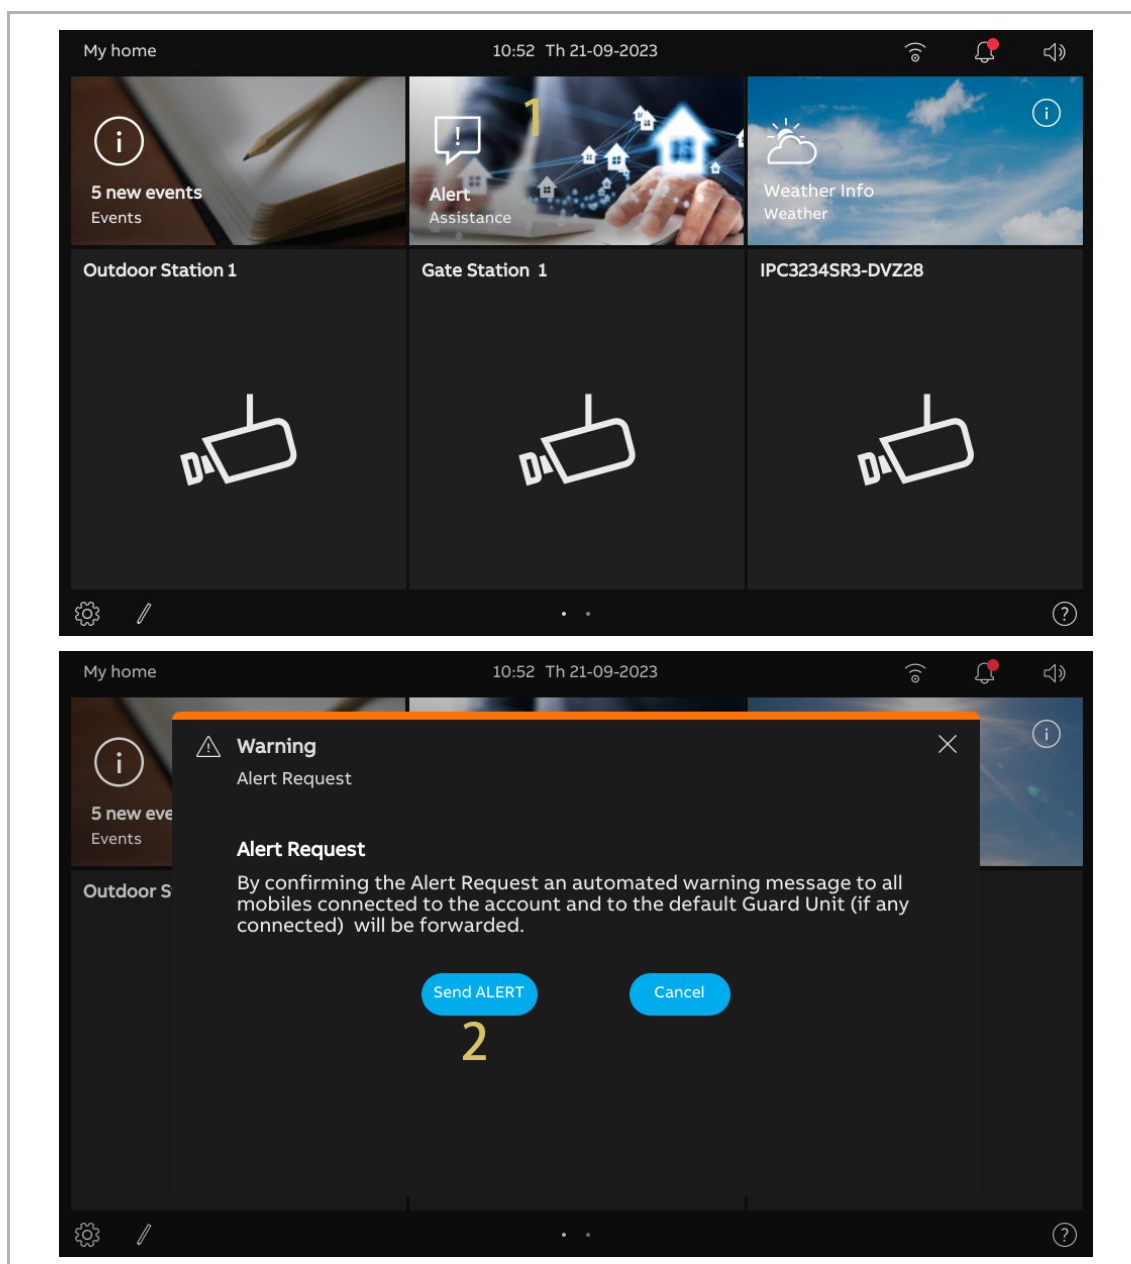 My home
10:52 Th 21-09-2023
1
5 new events
Events
Alert
Assistance
Weather Info
Weather
Outdoor Station 1
Gate Station 1
IPC3234SR3-DVZ28
My home
10:52 Th 21-09-2023
5 new eve
Events
Outdoor S
Warning
Alert Request
Alert Request
By confirming the Alert Request an automated warning message to all
mobiles connected to the account and to the default Guard Unit (if any
connected) will be forwarded.
Send ALERT
Cancel
2